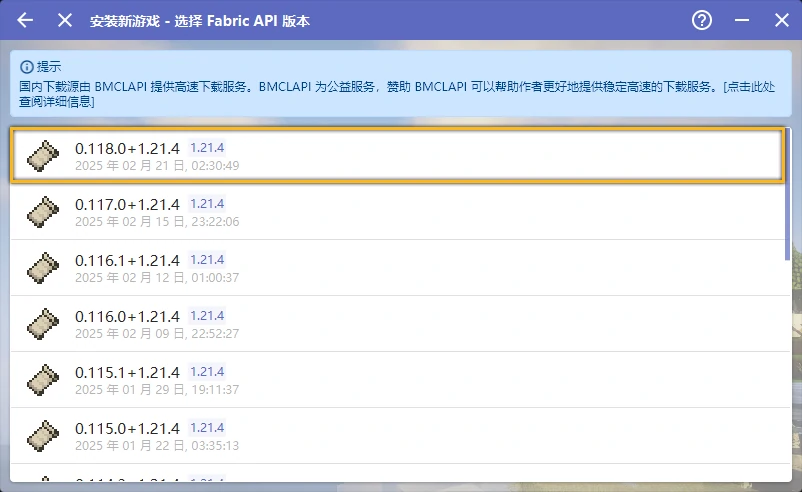 安装新游戏 - 选择 Fabric API 版本
提示
国内下载源由 BMCLAPI 提供高速下载服务。BMCLAPI 为公益服务，赞助 BMCLAPI 可以帮助作者更好地提供稳定高速的下载服务。[点击此处
查阅详细信息]
0.118.0+1.21.4 1.21.4
2025 年 02 月 21 日, 02:30:49
0.117.0+1.21.4 1.21.4
2025 年 02 月 15 日, 23:22:06
0.116.1+1.21.4 1.21.4
2025 年 02 月 12 日, 01:00:37
0.116.0+1.21.4 1.21.4
2025 年 02 月 09 日, 22:52:27
0.115.1+1.21.4 1.21.4
2025 年 01 月 29 日, 19:11:37
0.115.0+1.21.4 1.21.4
2025 年 01 月 22 日, 03:35:13